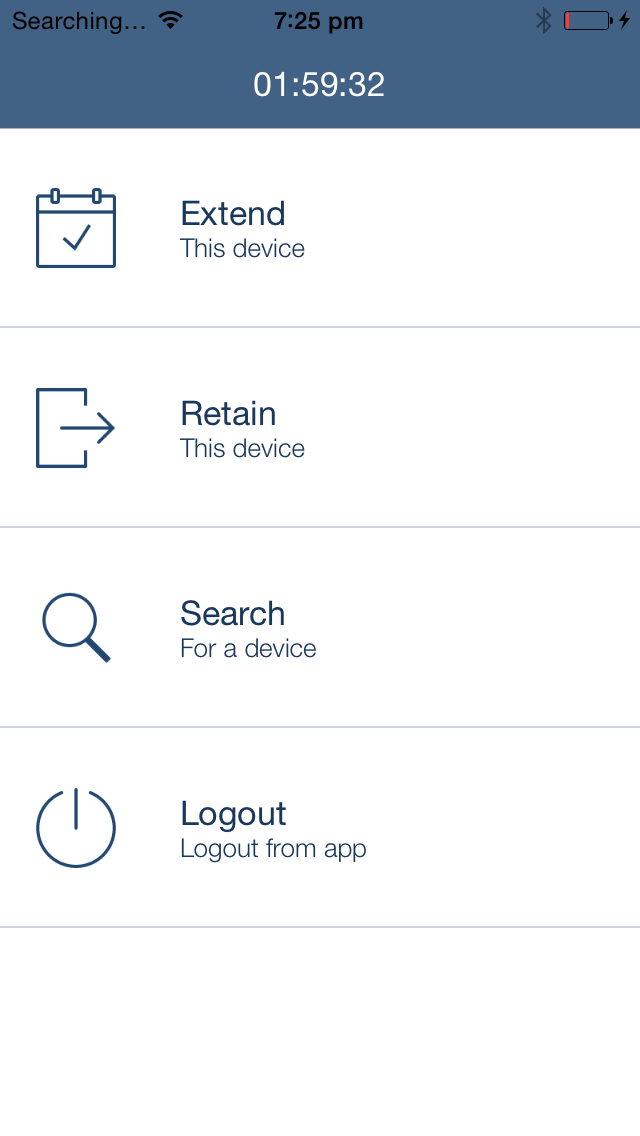 Searching... 7:25 pm
01:59:32
Extend
This device
Retain
This device
Search
For a device
Logout
Logout from app